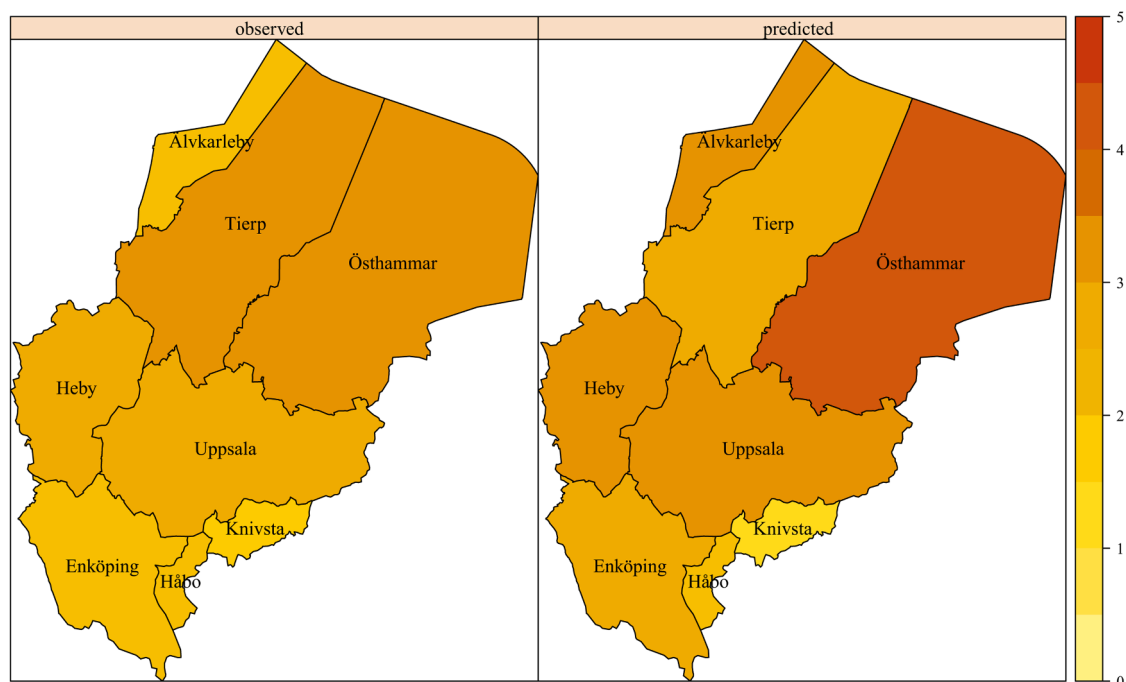 observed
predicted
Älvkarleby
Tierp
Östhammar
Heby
Uppsala
Knivsta
Enköping
Håbo
Älvkarleby
Tierp
Östhammar
Heby
Uppsala
Knivsta
Enköping
Håbo
5
4
3
2
1
0